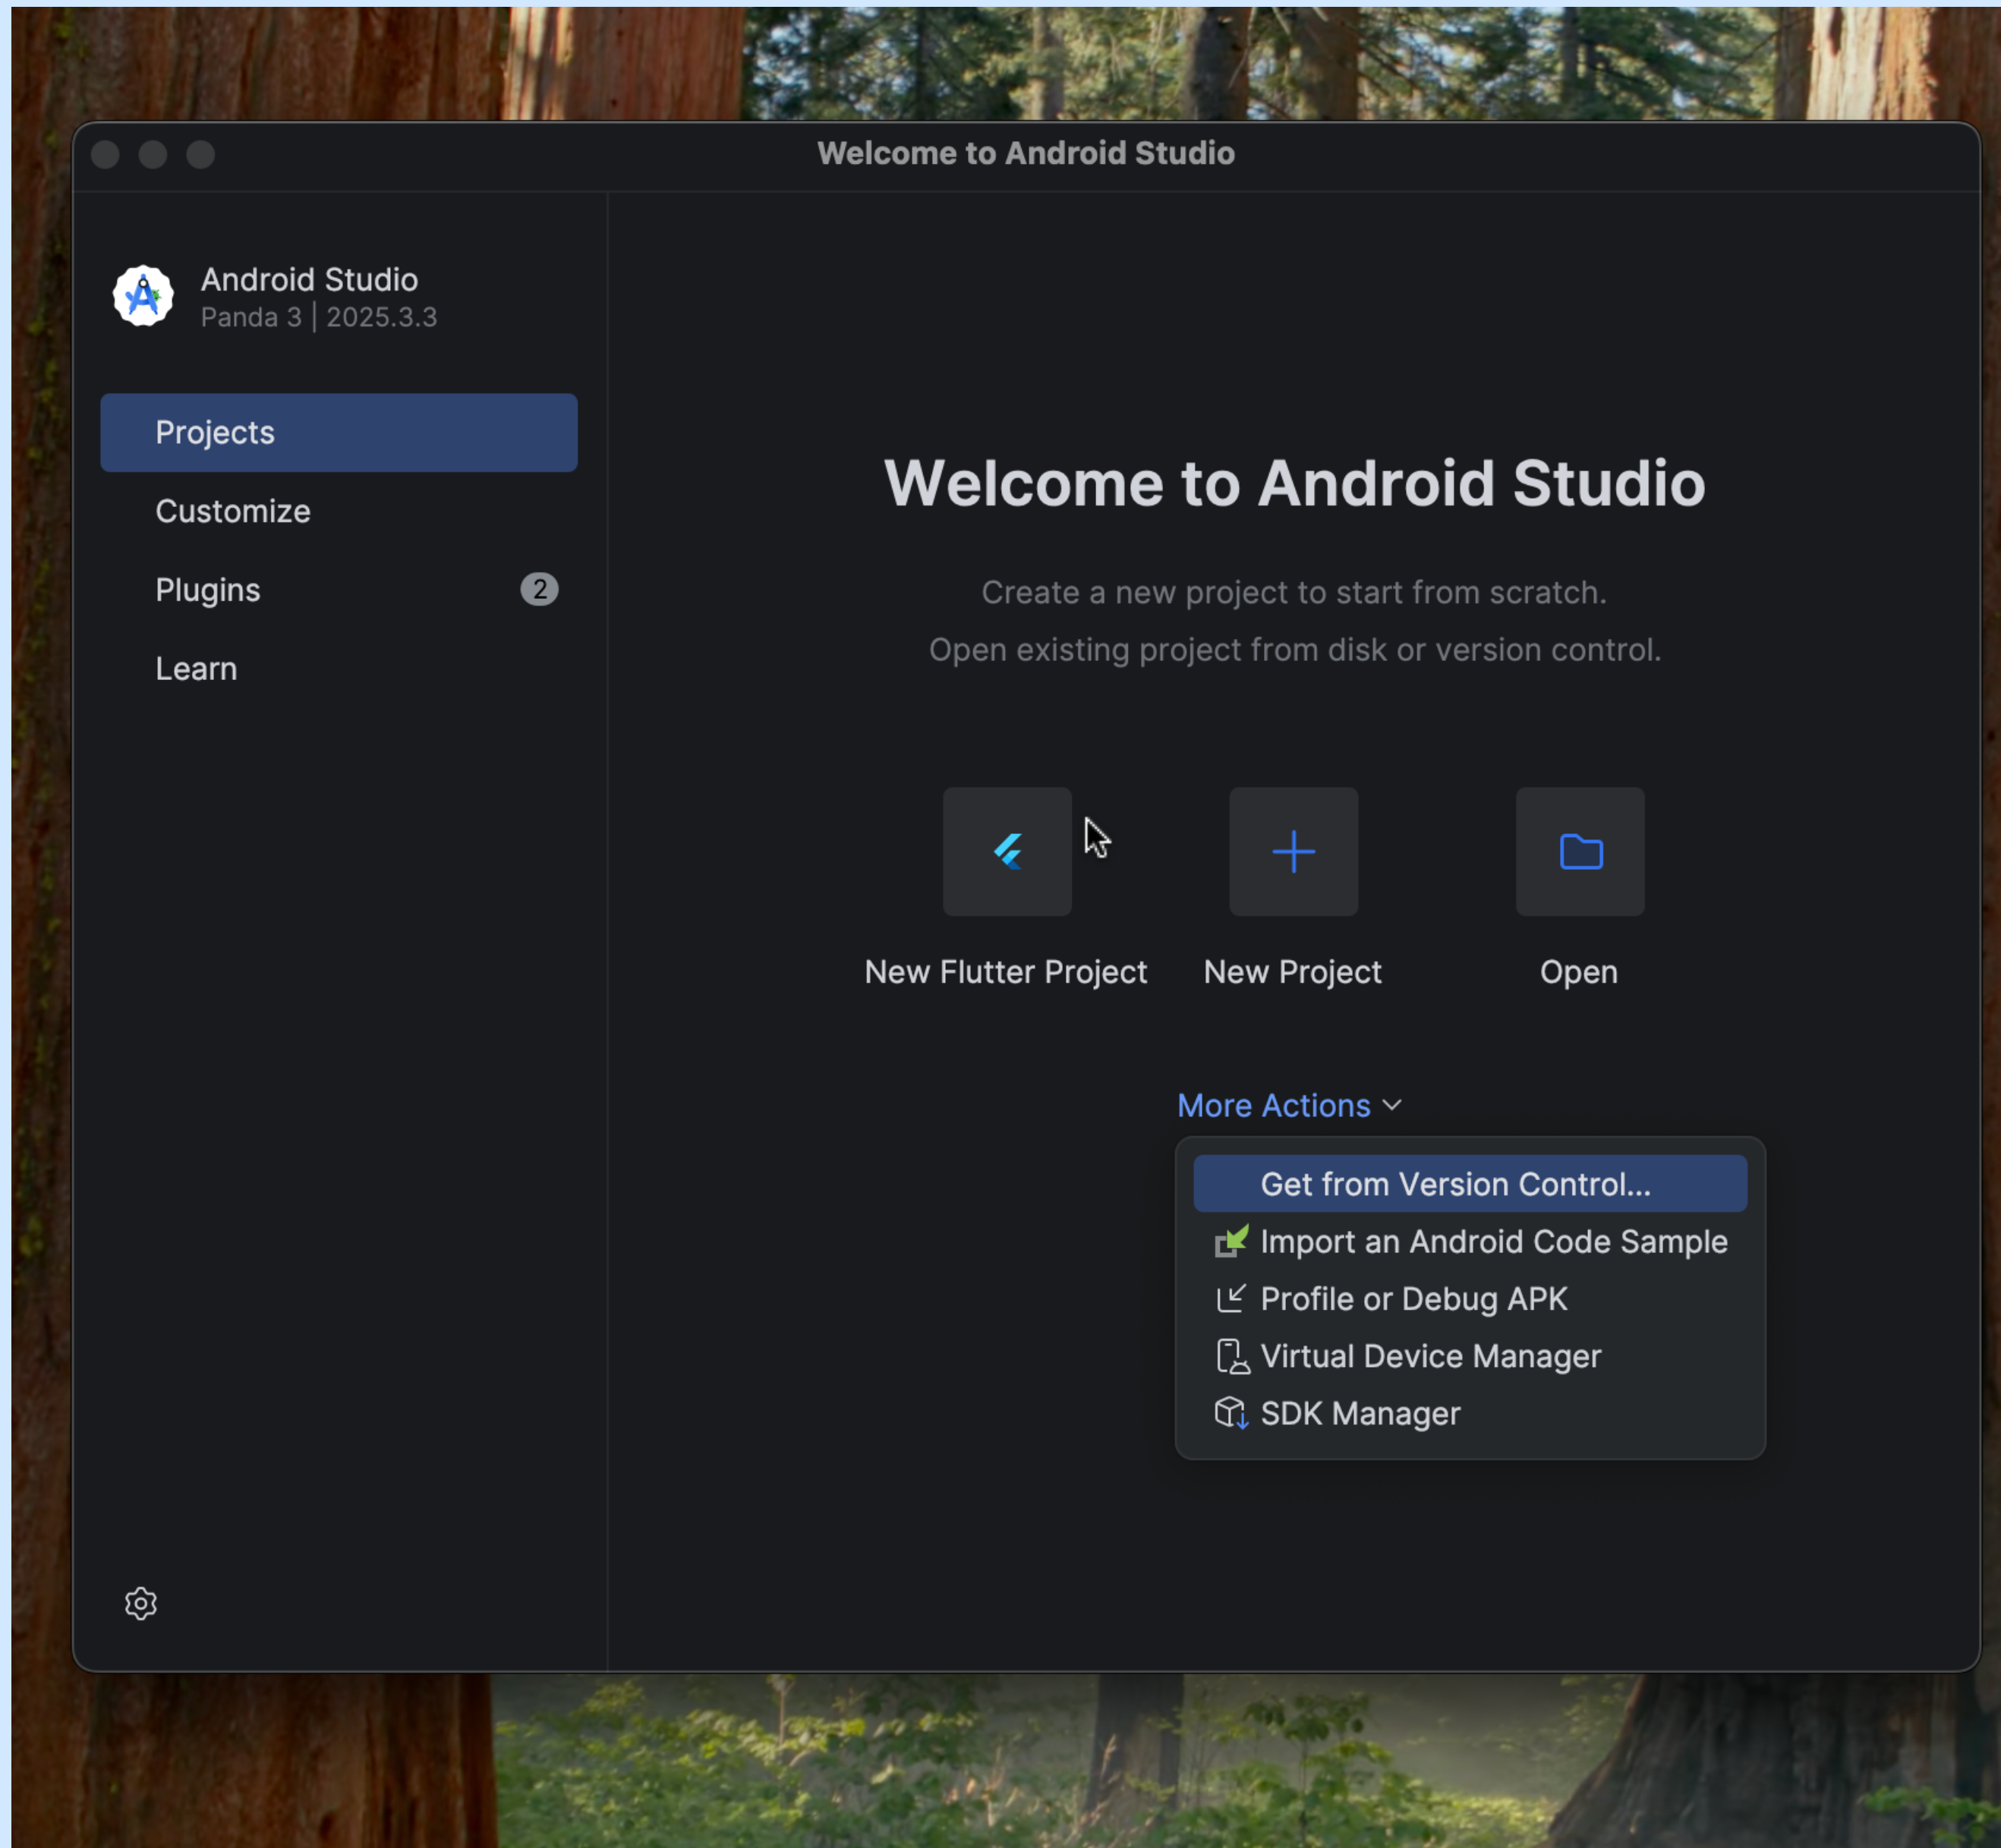 Welcome to Android Studio
Android Studio
Panda 3 | 2025.3.3
Projects
Customize
Plugins 2
Learn
Welcome to Android Studio
Create a new project to start from scratch.
Open existing project from disk or version control.
New Flutter Project
New Project
Open
More Actions
Get from Version Control...
Import an Android Code Sample
Profile or Debug APK
Virtual Device Manager
SDK Manager